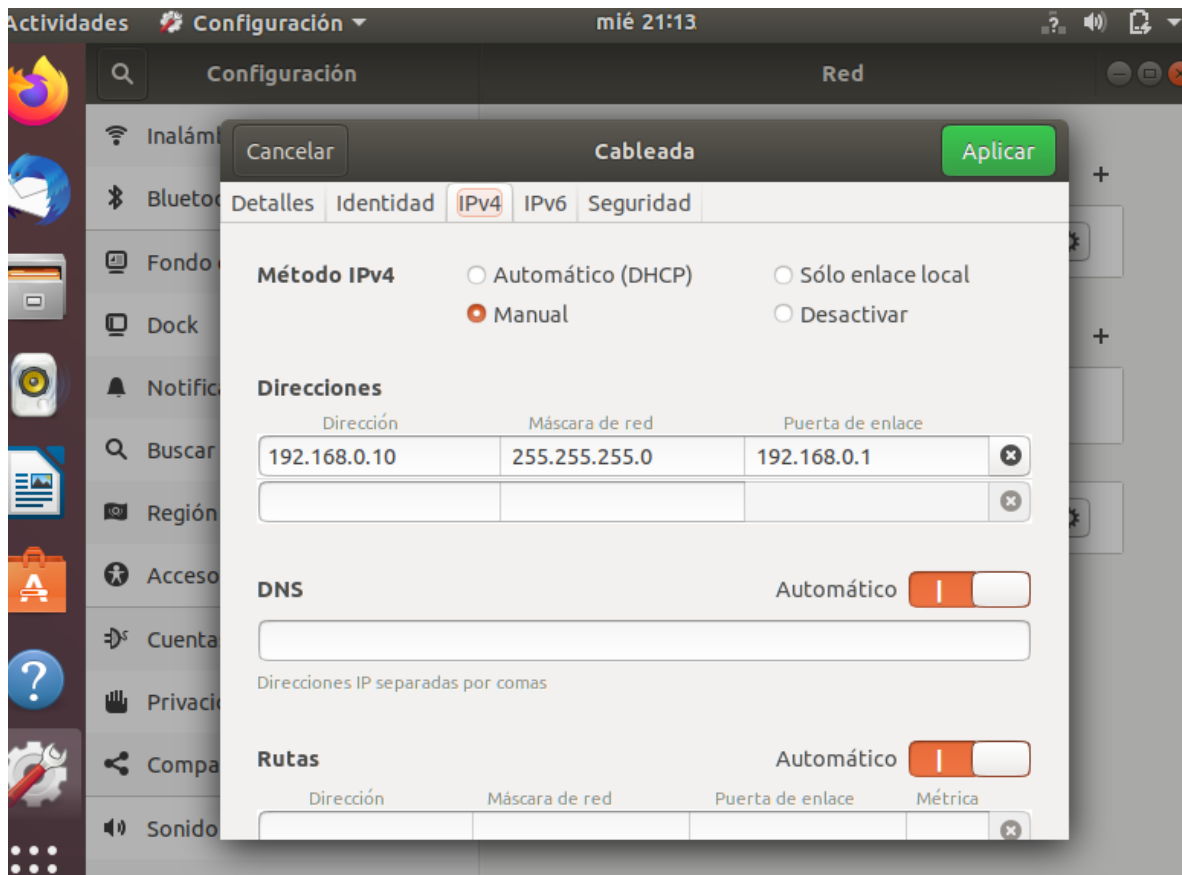 Actividades Configuración mié 21:13
Configuración Red
Inalám
Cancelar Cableada Aplicar
Bluetoo
Detalles Identidad IPv4 IPv6 Seguridad
Fondo
Método IPv4 Automático (DHCP) Sólo enlace local
Manual Desactivar
Dock
Notifica
Direcciones
Dirección Máscara de red Puerta de enlace
Buscar
192.168.0.10 255.255.255.0 192.168.0.1
Región
Acceso
DNS Automático
Cuenta
Direcciones IP separadas por comas
Privaci
Rutas Automático
Compa
Dirección Máscara de red Puerta de enlace Métrica
Sonido